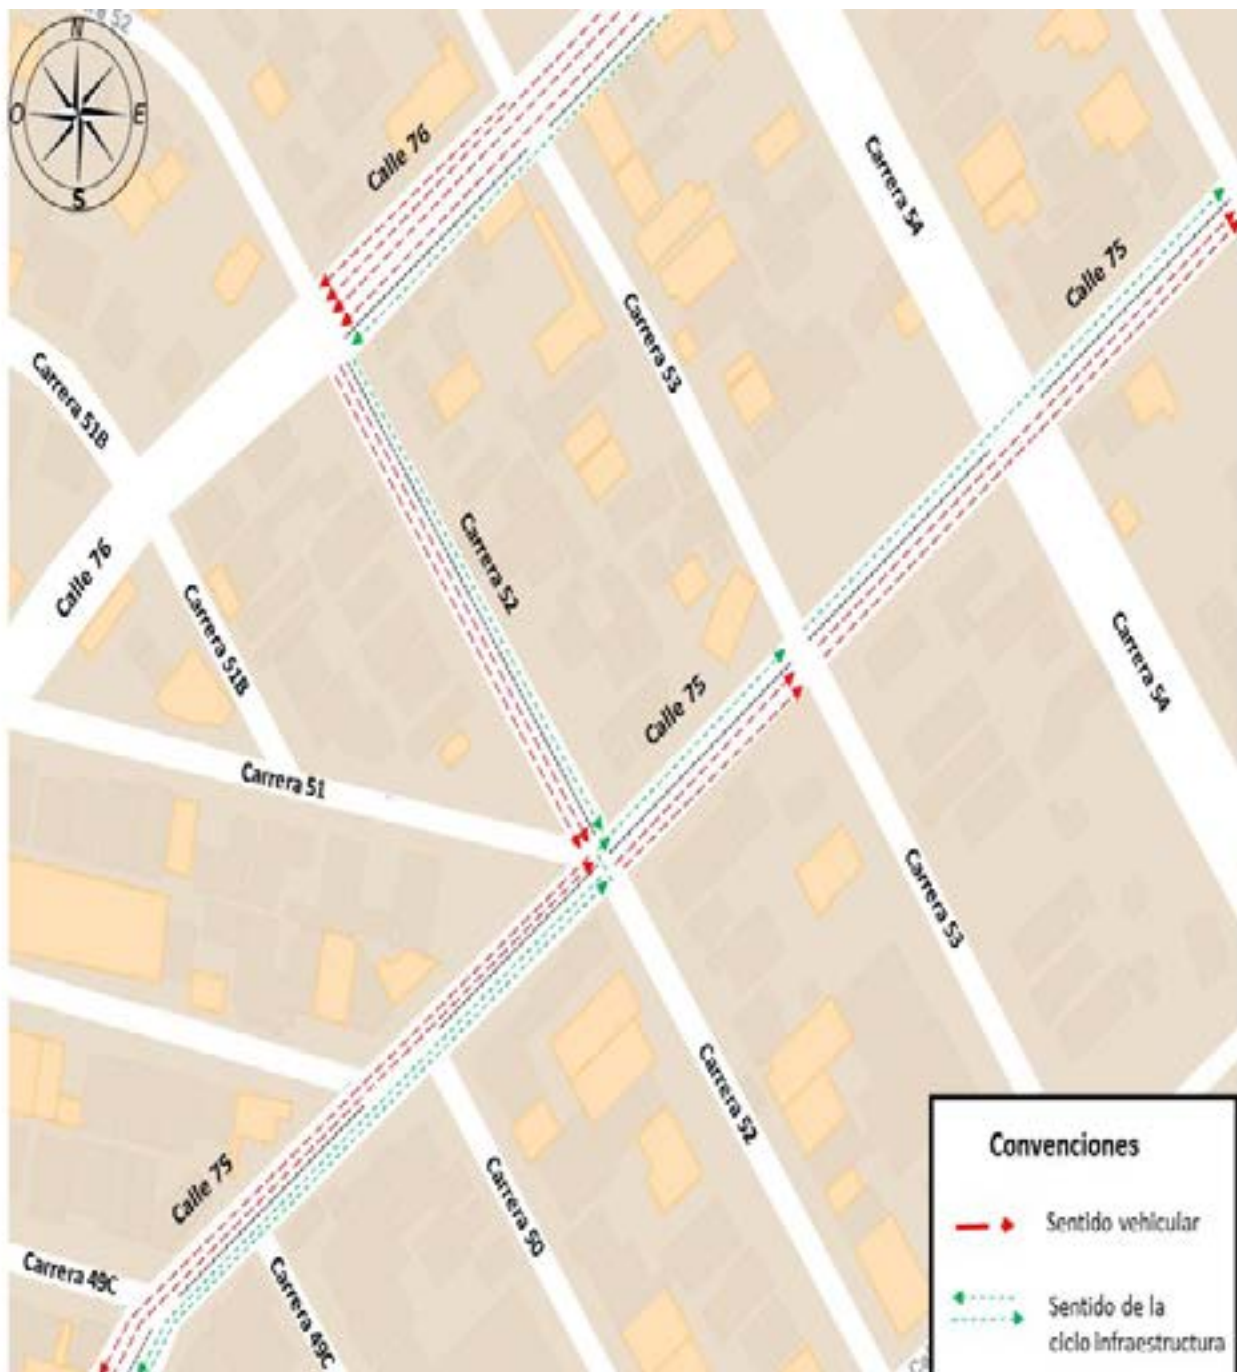 N
O
E
S
Calle 76
Carrera 54
Calle 75
Carrera 53
Carrera 51B
Carrera 52
Calle 76
Carrera 51B
Carrera 54
Calle 75
Carrera 51
Carrera 53
Carrera 52
Calle 75
Carrera 50
Carrera 49C
Carrera 49C
Convenciones
Sentido vehicular
Sentido de la
ciclo Infraestructura